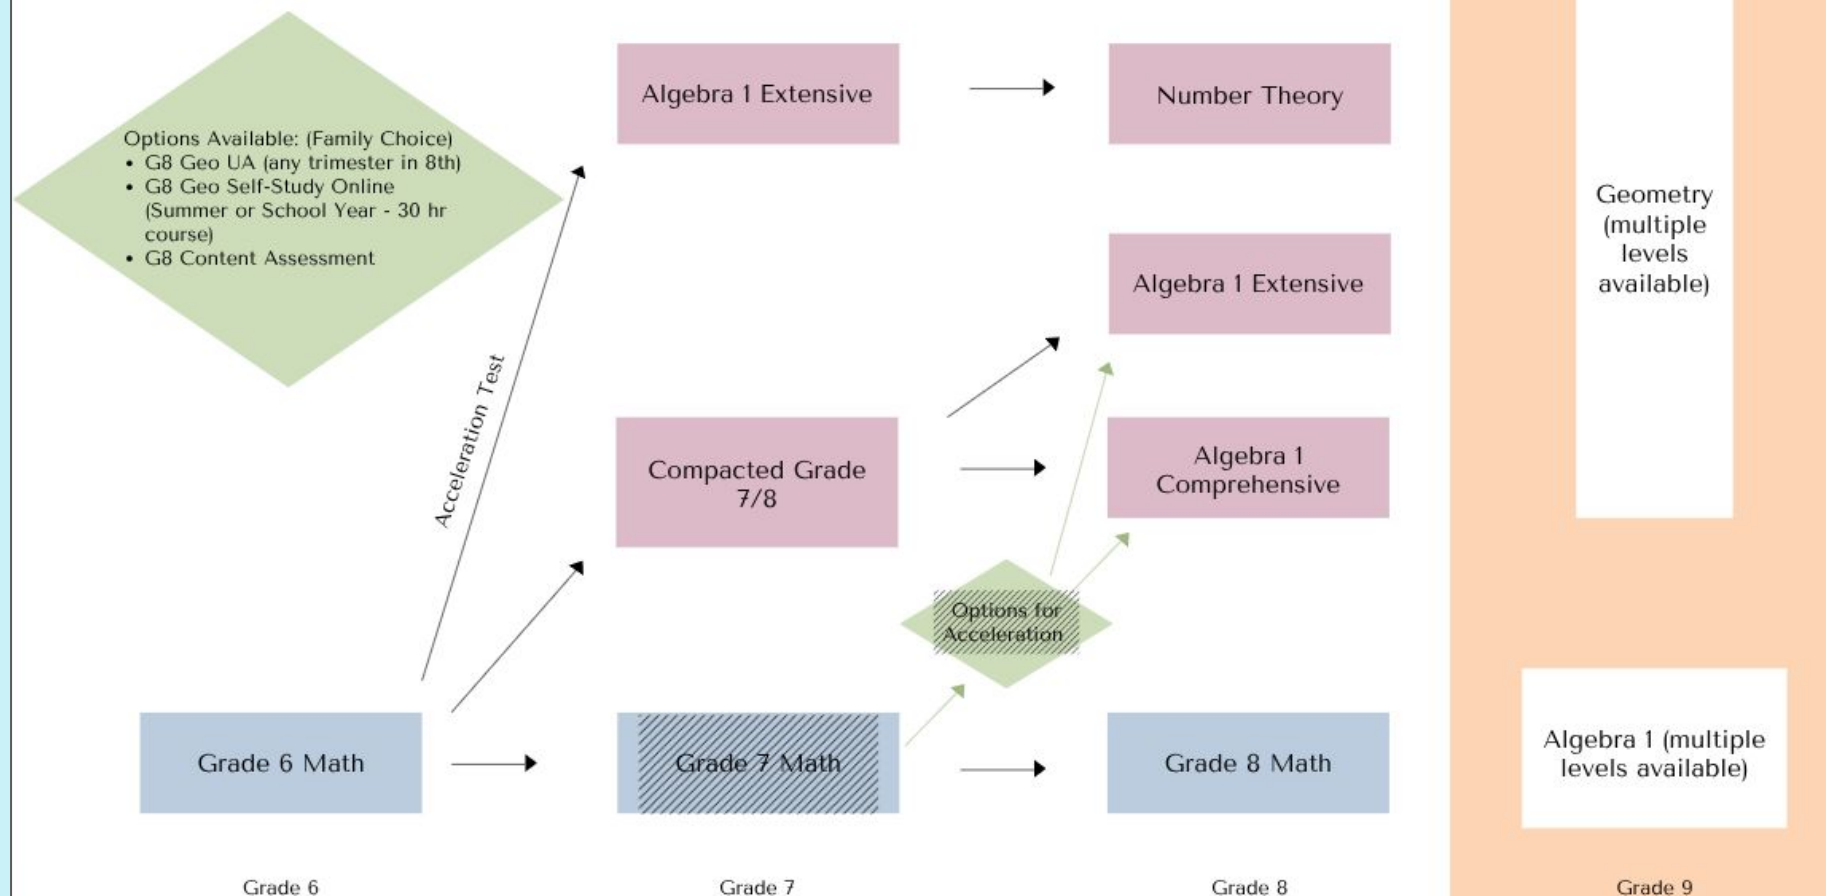 Options Available: (Family Choice)
• G8 Geo UA (any trimester in 8th)
• G8 Geo Self-Study Online
(Summer or School Year - 30 hr
course)
• G8 Content Assessment
Acceleration Test
Algebra 1 Extensive
Number Theory
Algebra 1 Extensive
Compacted Grade
7/8
Algebra 1
Comprehensive
Options for
Acceleration
Grade 6 Math
Grade 7 Math
Grade 8 Math
Geometry
(multiple
levels
available)
Algebra 1 (multiple
levels available)
Grade 6
Grade 7
Grade 8
Grade 9